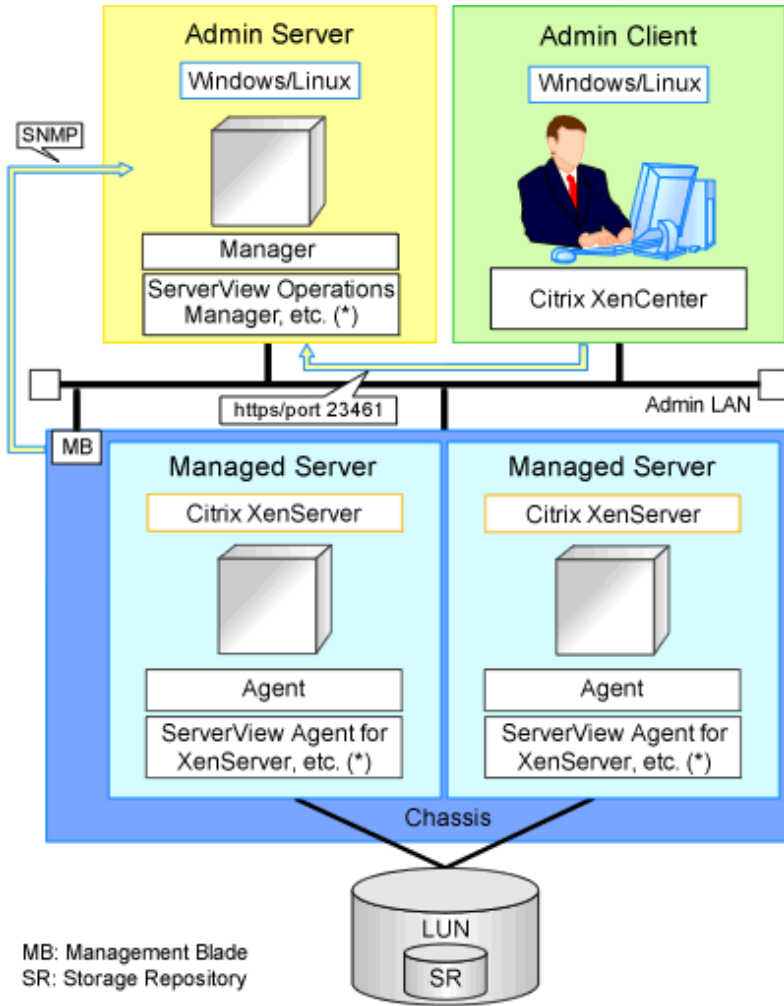 Admin Server
Windows/Linux
SNMP
Manager
ServerView Operations
Manager, etc. (*)
Admin Client
Windows/Linux
Citrix XenCenter
https/port 23461
Admin LAN
MB
Managed Server
Citrix XenServer
Agent
ServerView Agent for
XenServer, etc. (*)
Managed Server
Citrix XenServer
Agent
ServerView Agent for
XenServer, etc. (*)
Chassis
LUN
SR
MB: Management Blade
SR: Storage Repository